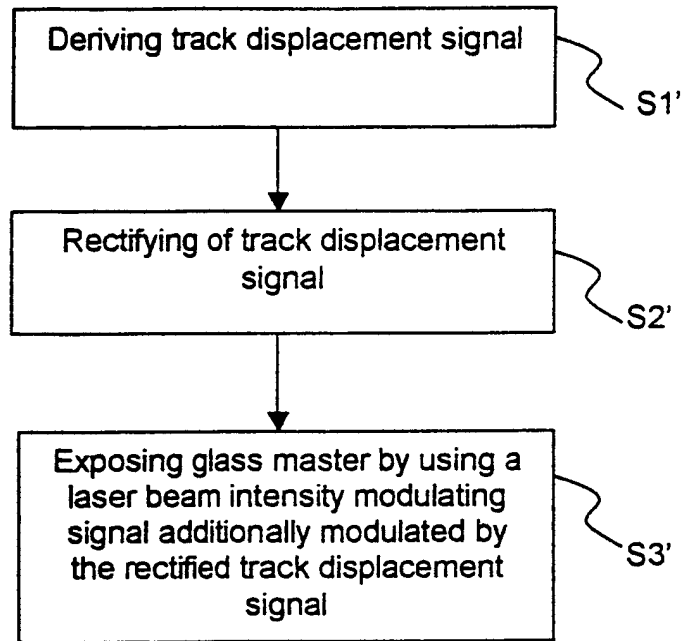 Deriving track displacement signal
S1'
Rectifying of track displacement
signal
S2'
Exposing glass master by using a
laser beam intensity modulating
signal additionally modulated by
the rectified track displacement
signal
S3'